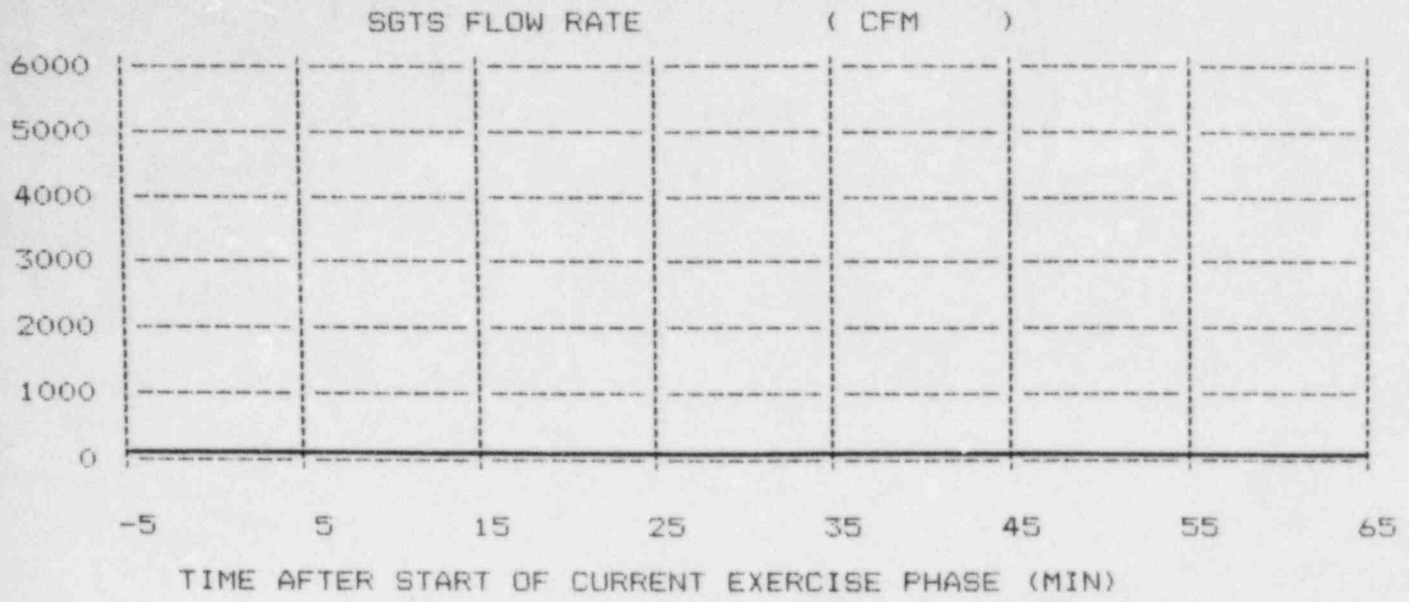 SGTS FLOW RATE ( CFM )
6000
5000
4000
3000
2000
1000
0
-5 5 15 25 35 45 55 65
TIME AFTER START OF CURRENT EXERCISE PHASE (MIN)